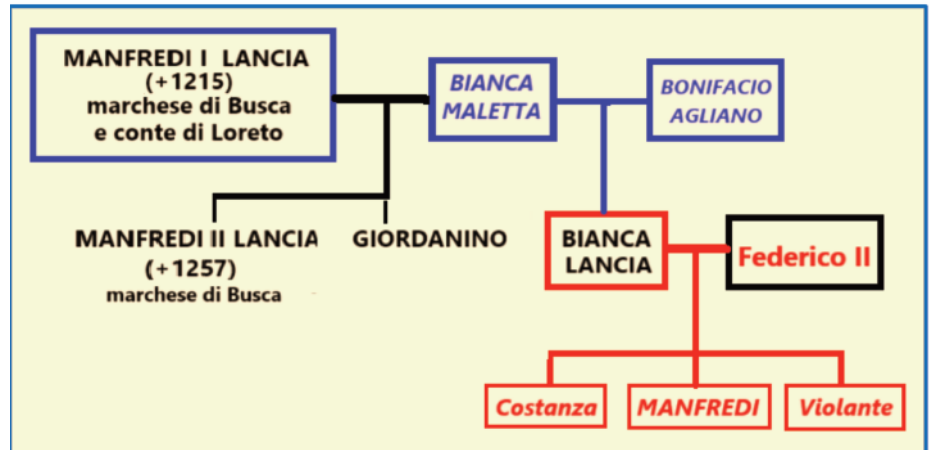 MANFREDI I LANCIA
(+1215)
marchese di Busca
e conte di Loreto
BIANCA
MALETTA
BONIFACIO
AGLIANO
MANFREDI II LANCIA
(+1257)
marchese di Busca
GIORDANINO
BIANCA
LANCIA
Federico II
Costanza
MANFREDI
Violante